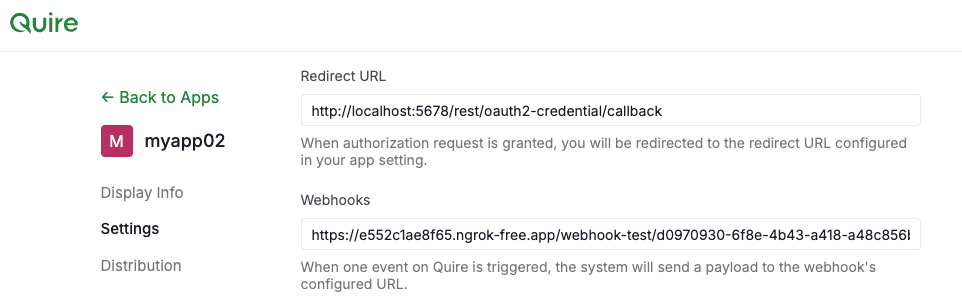 Quire
← Back to Apps
M myapp02
Display Info
Settings
Distribution
Redirect URL
http://localhost:5678/rest/oauth2-credential/callback
When authorization request is granted, you will be redirected to the redirect URL configured
in your app setting.
Webhooks
https://e552c1ae8f65.ngrok-free.app/webhook-test/d0970930-6f8e-4b43-a418-a48c856
When one event on Quire is triggered, the system will send a payload to the webhook's
configured URL.